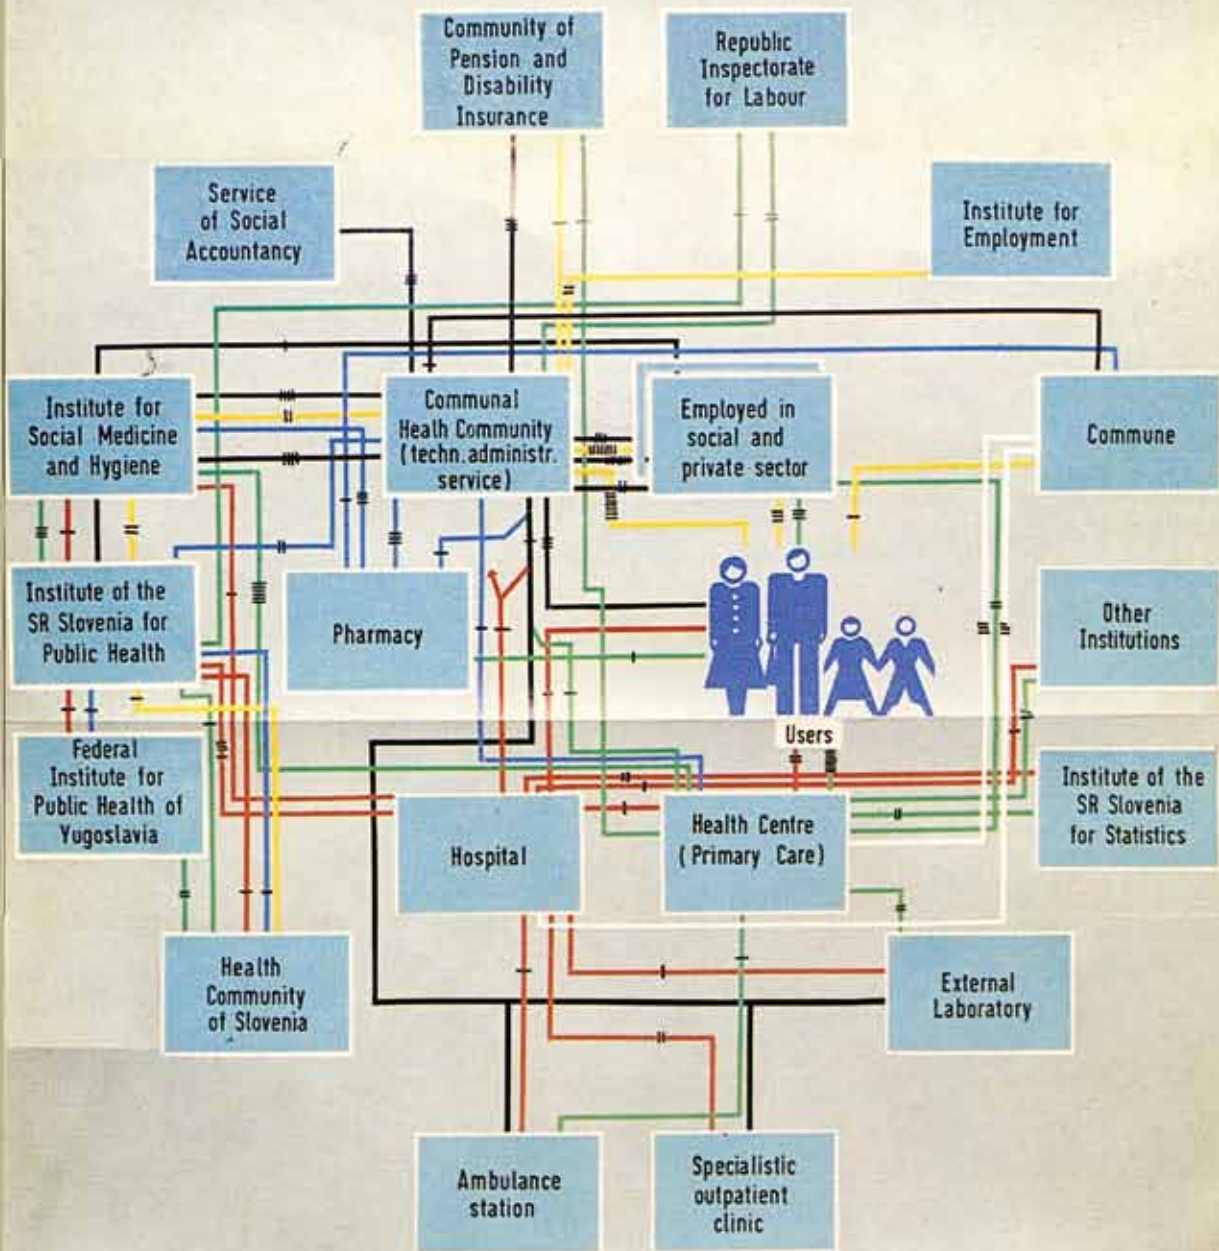 Community of
Pension and
Disability
Insurance
Republic
Inspectorate
for Labour
Service
of Social
Accountancy
Institute for
Employment
Institute for
Social Medicine
and Hygiene
Communal
Health Community
(techn.administr.
service)
Employed in
social and
private sector
Commune
Institute of the
SR Slovenia for
Public Health
Pharmacy
Other
Institutions
Users
Federal
Institute for
Public Health of
Yugoslavia
Hospital
Health Centre
(Primary Care)
Institute of the
SR Slovenia
for Statistics
Health
Community
of Slovenia
External
Laboratory
Ambulance
station
Specialistic
outpatient
clinic